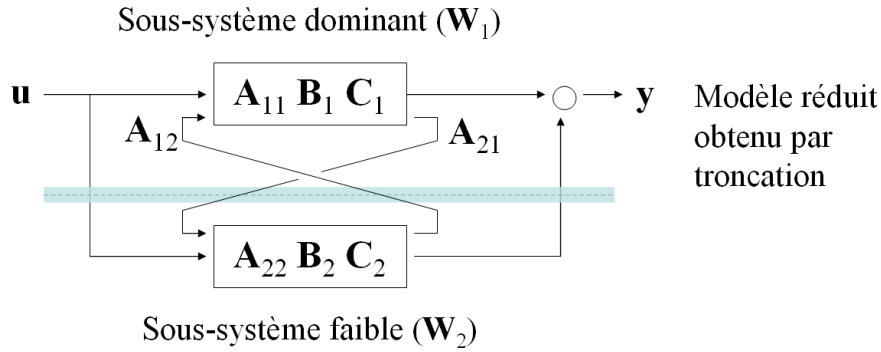 Sous-système dominant (W₁)
u
A₁₁ B₁ C₁
y
A₁₂
A₂₁
Modèle réduit
obtenu par
troncation
A₂₂ B₂ C₂
Sous-système faible (W₂)